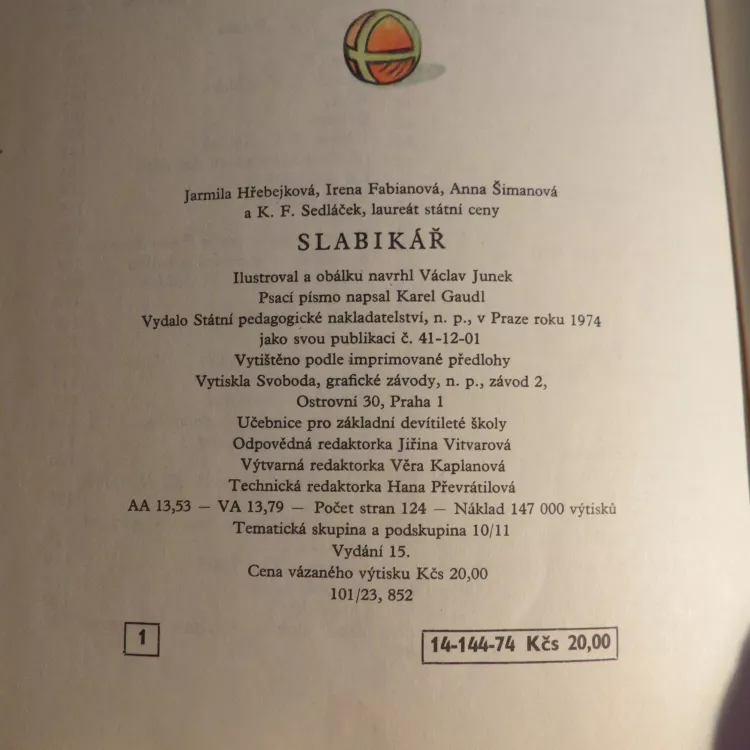 Jarmila Hřebejková, Irena Fabianová, Anna Šimanová
a K. F. Sedláček, laureát státní ceny
SLABIKÁŘ
Ilustroval a obálku navrhl Václav Junek
Psací písmo napsal Karel Gaudl
Vydalo Státní pedagogické nakladatelství, n. p., v Praze roku 1974
jako svou publikaci č. 41-12-01
Vytištěno podle imprimované předlohy
Vytiskla Svoboda, grafické závody, n. p., závod 2,
Ostrovní 30, Praha 1
Učebnice pro základní devítileté školy
Odpovědná redaktorka Jiřina Vitvarová
Výtvarná redaktorka Věra Kaplanová
Technická redaktorka Hana Převrátilová
AA 13,53 — VA 13,79 — Počet stran 124 — Náklad 147 000 výtisků
Tematická skupina a podskupina 10/11
Vydání 15.
Cena vázaného výtisku Kčs 20,00
101/23, 852
1
14-144-74 Kčs 20,00